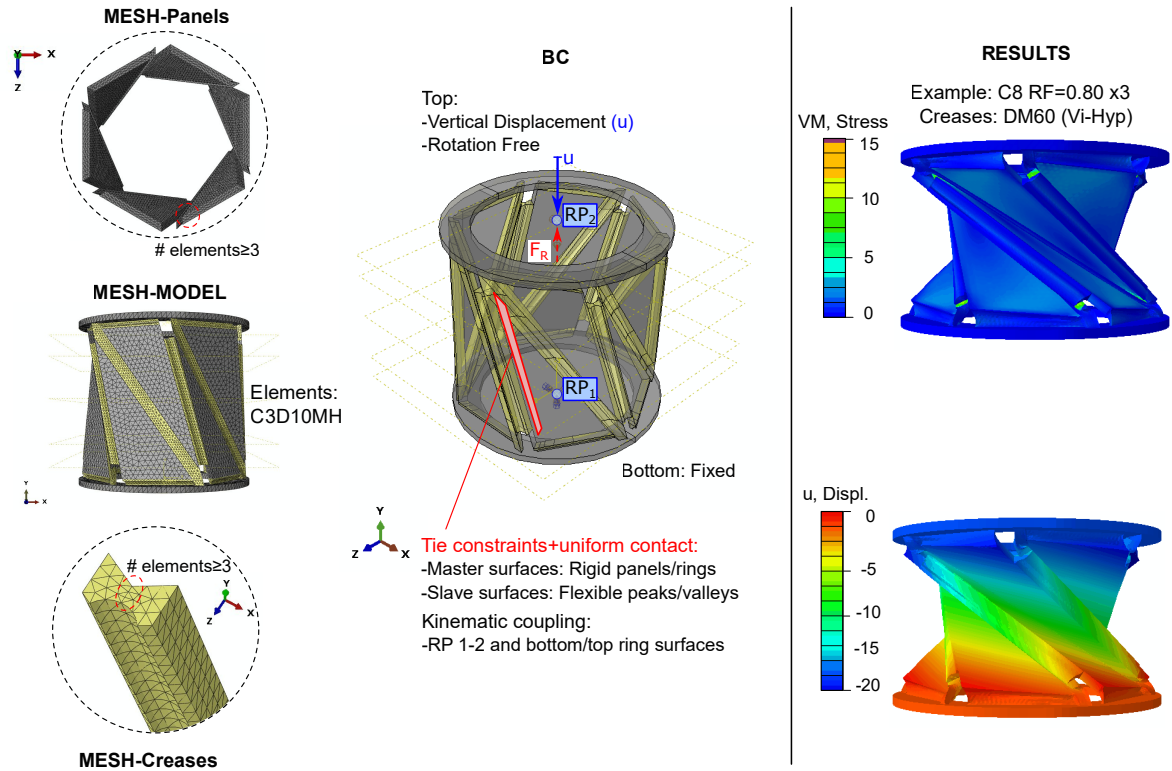 MESH-Panels
Y
X
Z
# elements≥3
MESH-MODEL
Elements:
C3D10MH
Y
X
# elements≥3
Y
X
Z
MESH-Creases
BC
Top:
-Vertical Displacement (u)
-Rotation Free
u
RP2
FR
RP1
Bottom: Fixed
Y
Z
X
Tie constraints+uniform contact:
-Master surfaces: Rigid panels/rings
-Slave surfaces: Flexible peaks/valleys
Kinematic coupling:
-RP 1-2 and bottom/top ring surfaces
RESULTS
Example: C8 RF=0.80 x3
Creases: DM60 (Vi-Hyp)
VM, Stress
15
10
5
0
u, Displ.
0
-5
-10
-15
-20